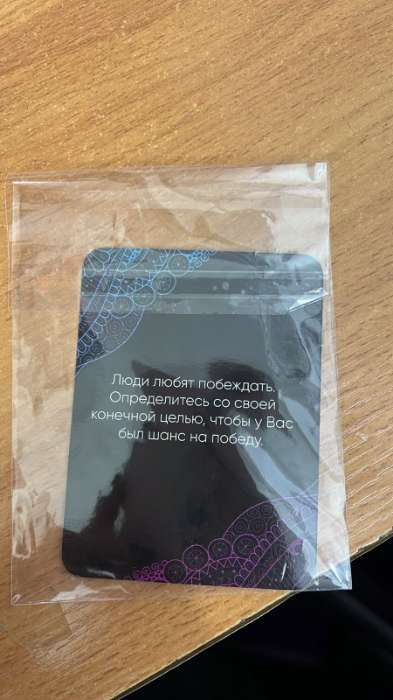 Люди любят побеждать.
Определитесь со своей
конечной целью, чтобы у Вас
был шанс на победу.